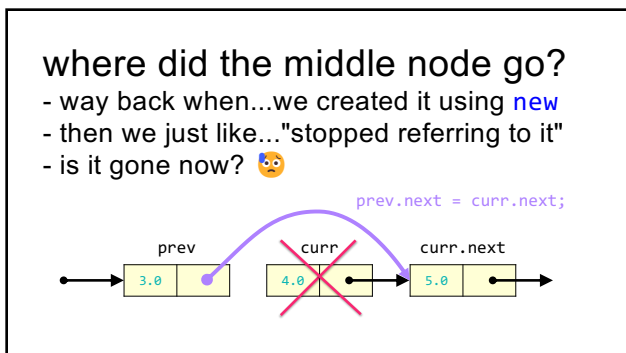 where did the middle node go?
- way back when...we created it using new
- then we just like..."stopped referring to it"
- is it gone now? 😓
prev.next = curr.next;
prev curr curr.next
3.0 4.0 5.0